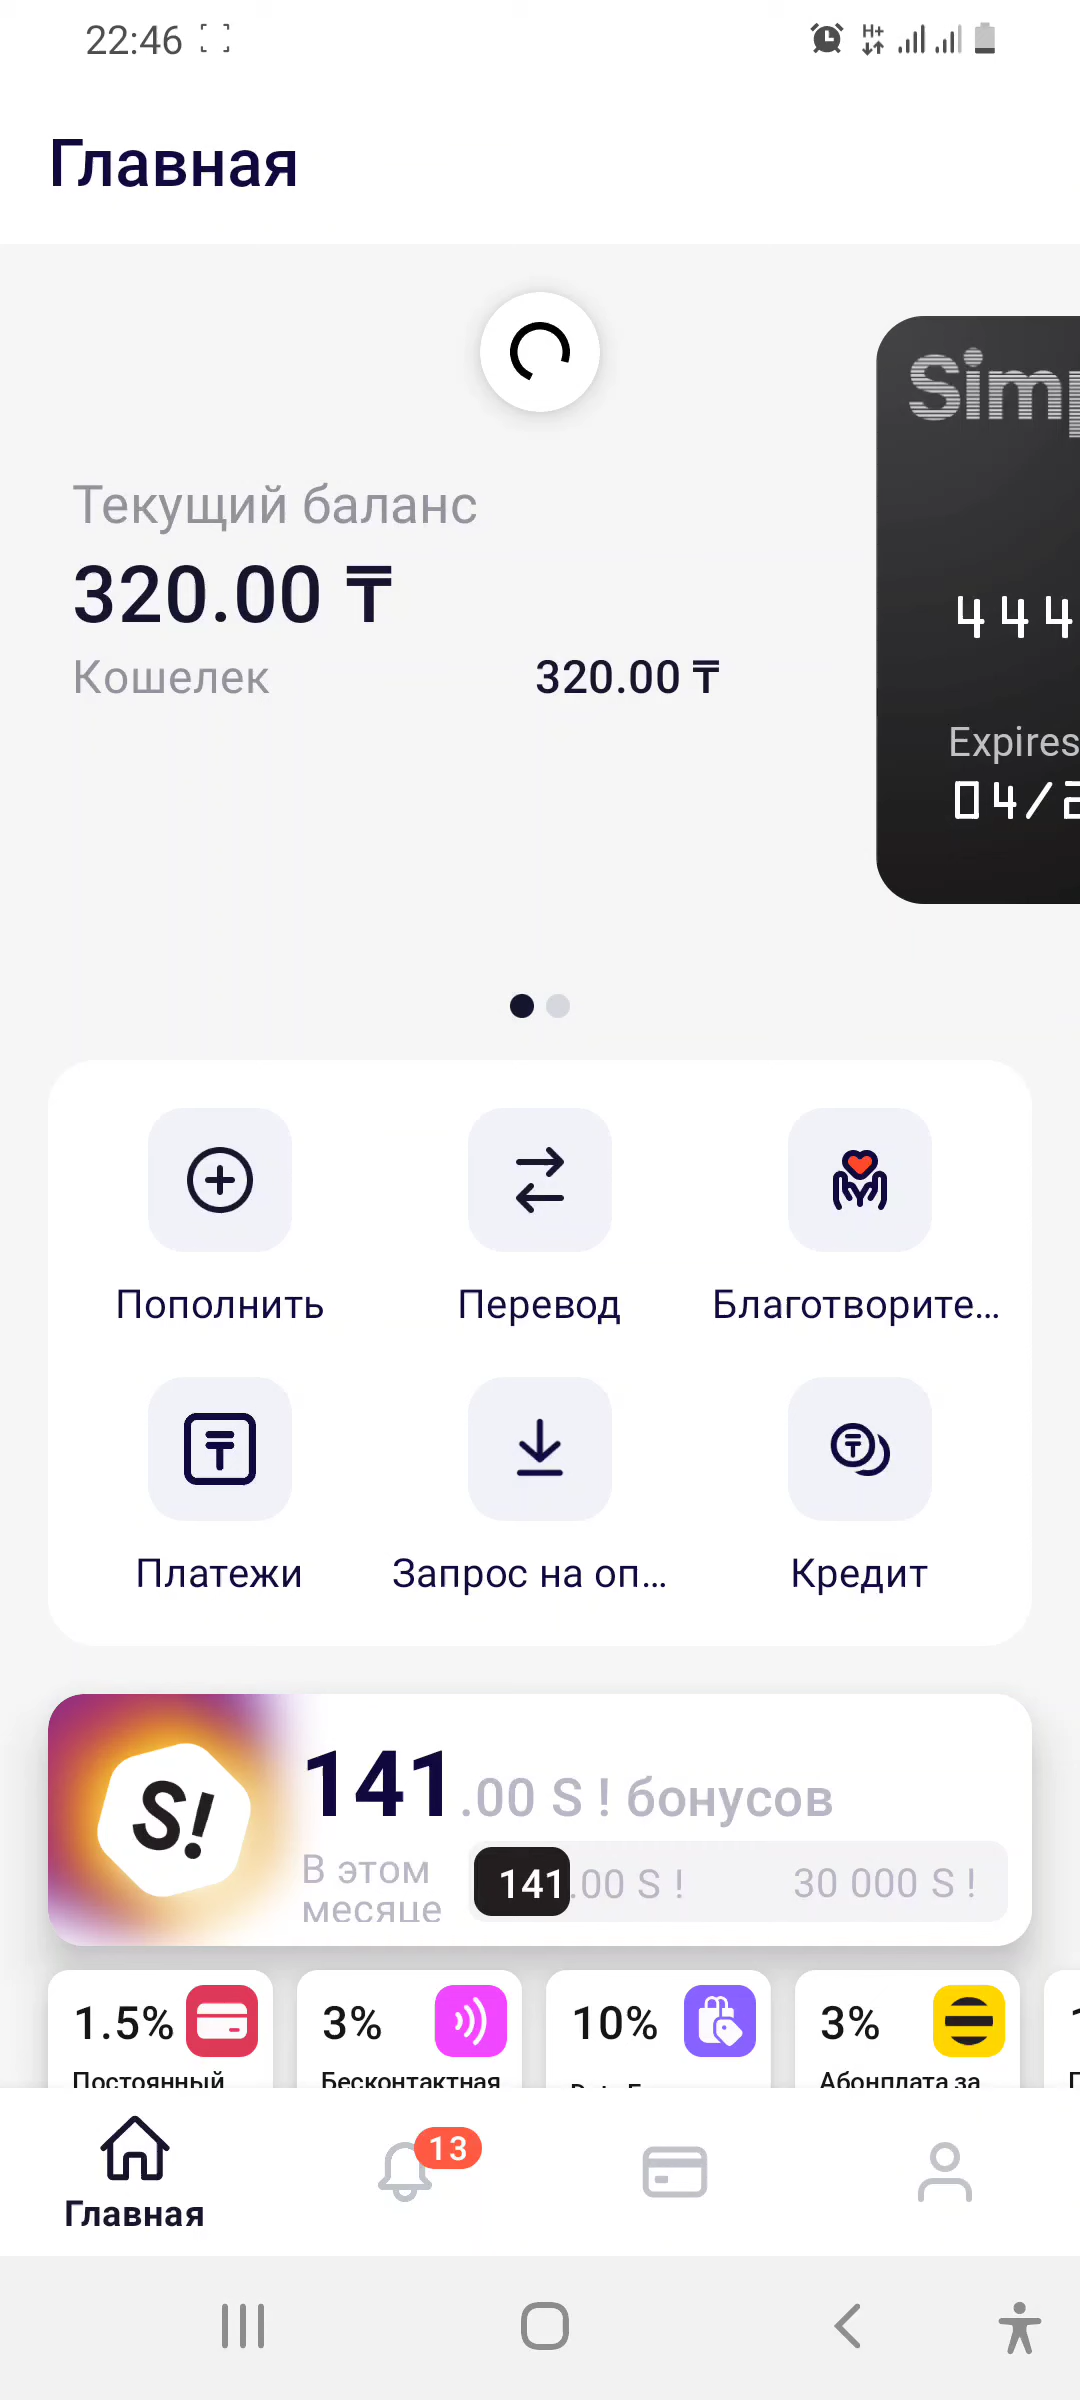 22:46
H+
Главная
Simp
Текущий баланс
320.00 ₸
Кошелек 320.00 ₸
444
Expires
04/2
Пополнить Перевод Благотворите...
Платежи Запрос на оп... Кредит
S!
141.00 S ! бонусов
В этом месяце
141.00 S ! 30 000 S !
1.5% 3% 10% 3%
Постоянный Бесконтактная Абонплата за
13
Главная